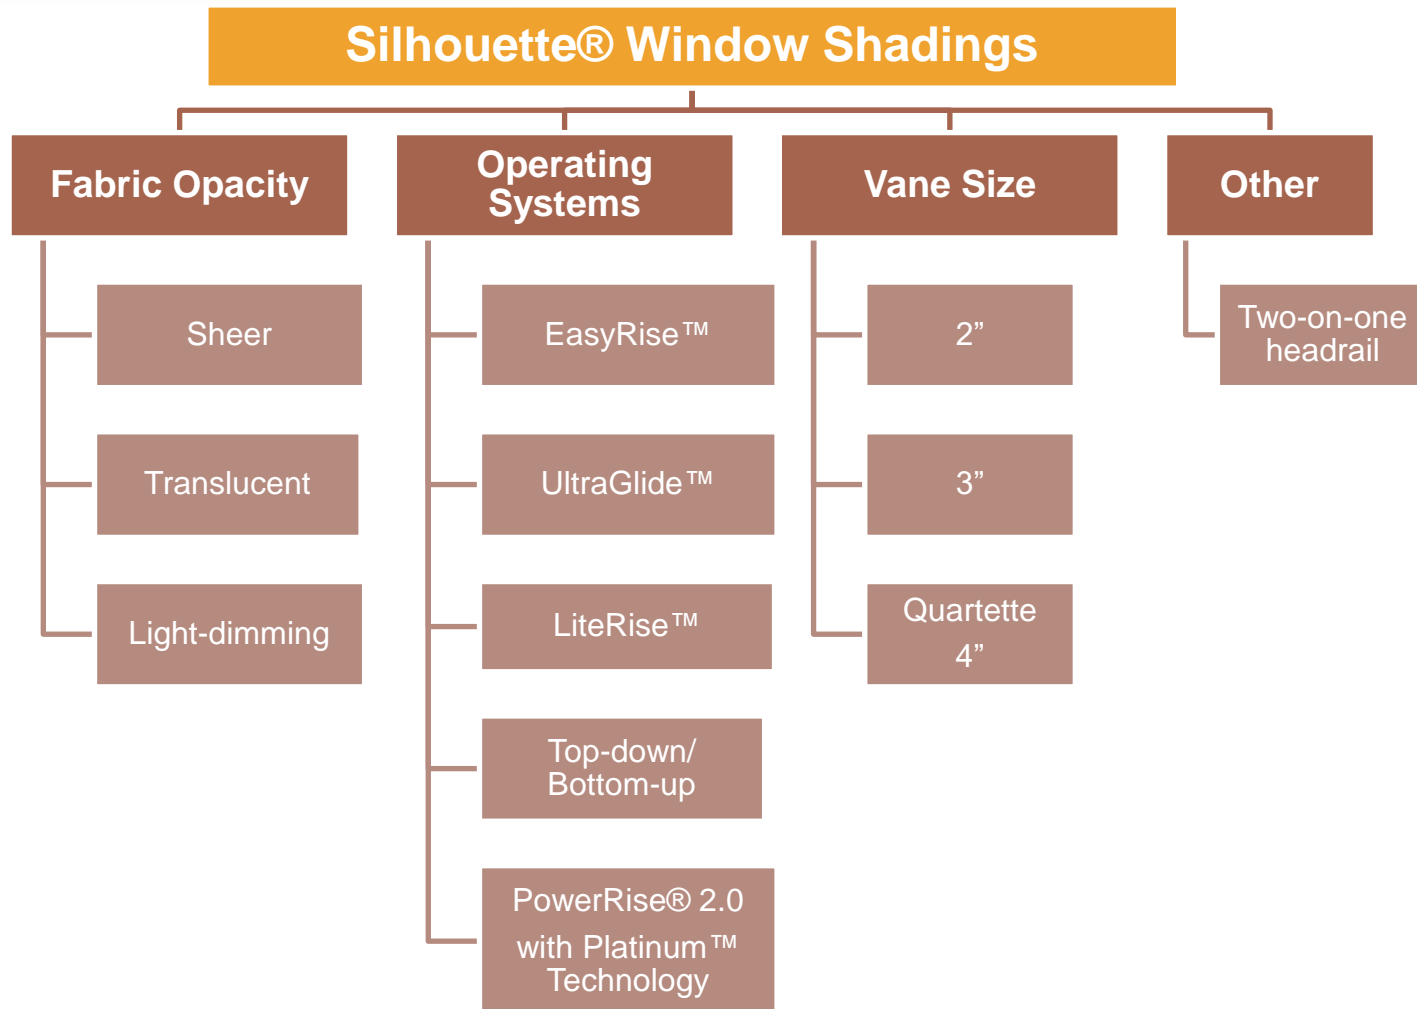 Silhouette® Window Shadings
Fabric Opacity
Sheer
Translucent
Light-dimming
Operating
Systems
EasyRise™
UltraGlide™
LiteRise™
Top-down/
Bottom-up
PowerRise® 2.0
with Platinum™
Technology
Vane Size
2”
3”
Quartette
4”
Other
Two-on-one
headrail